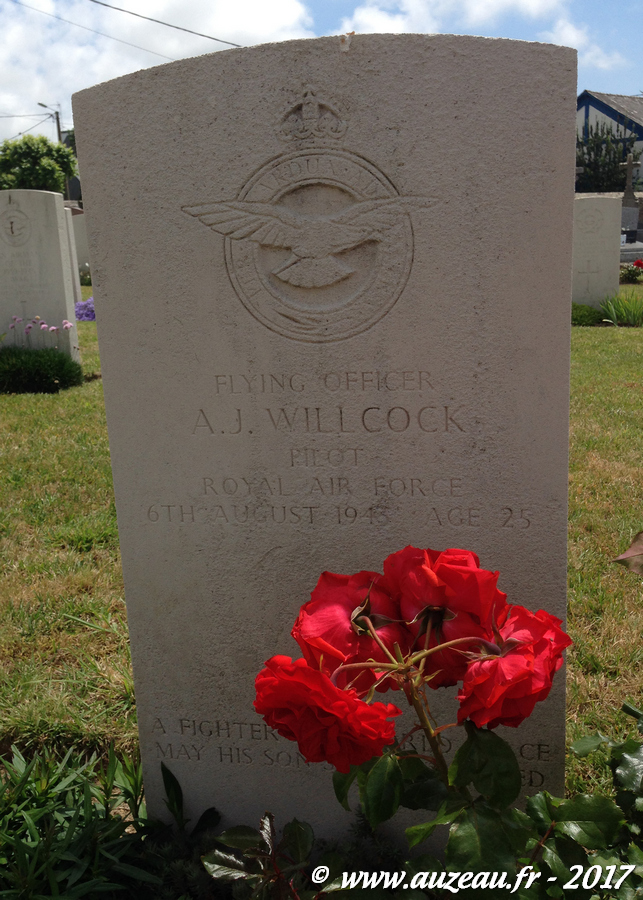 FLYING OFFICER
A.J. WILLCOCK
PILOT
ROYAL AIR FORCE
6TH AUGUST 1943 AGE 25
A FIGHTER
MAY HIS SON
© www.auzeau.fr - 2017